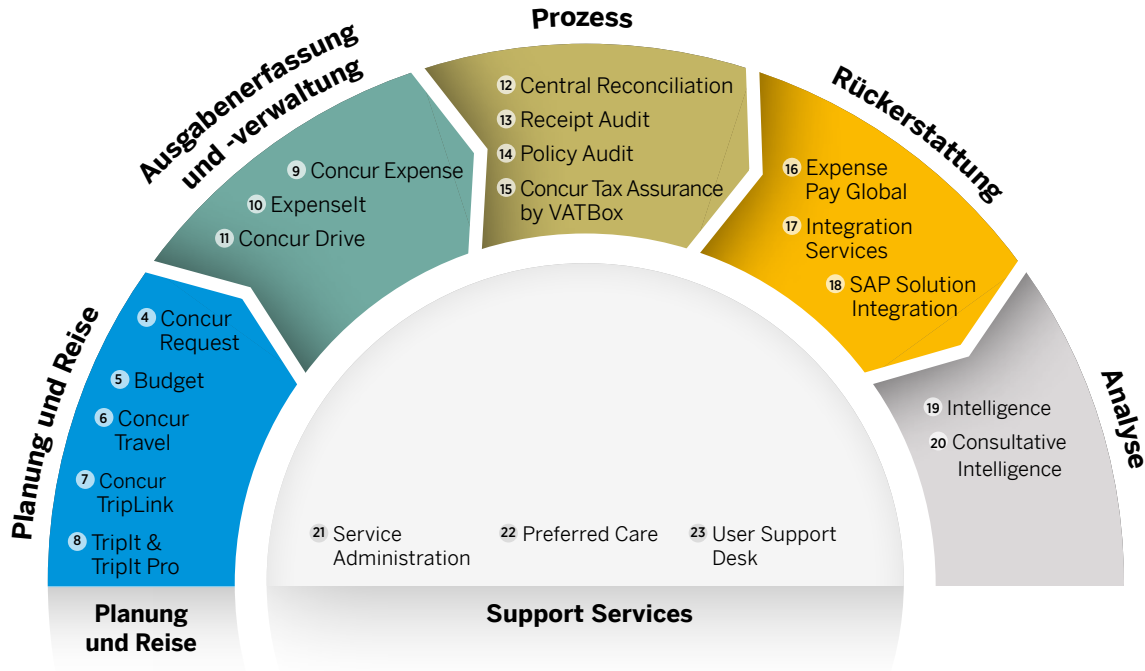 Planung und Reise
4 Concur
Request
5 Budget
6 Concur
Travel
7 Concur
TripLink
8 TripIt &
TripIt Pro
Planung
und Reise
Ausgabenerfassung
und -verwaltung
9 Concur Expense
10 ExpenseIt
11 Concur Drive
Prozess
12 Central Reconciliation
13 Receipt Audit
14 Policy Audit
15 Concur Tax Assurance
by VATBox
Rückerstattung
16 Expense
Pay Global
17 Integration
Services
18 SAP Solution
Integration
Analyse
19 Intelligence
20 Consultative
Intelligence
21 Service
Administration
22 Preferred Care
23 User Support
Desk
Support Services